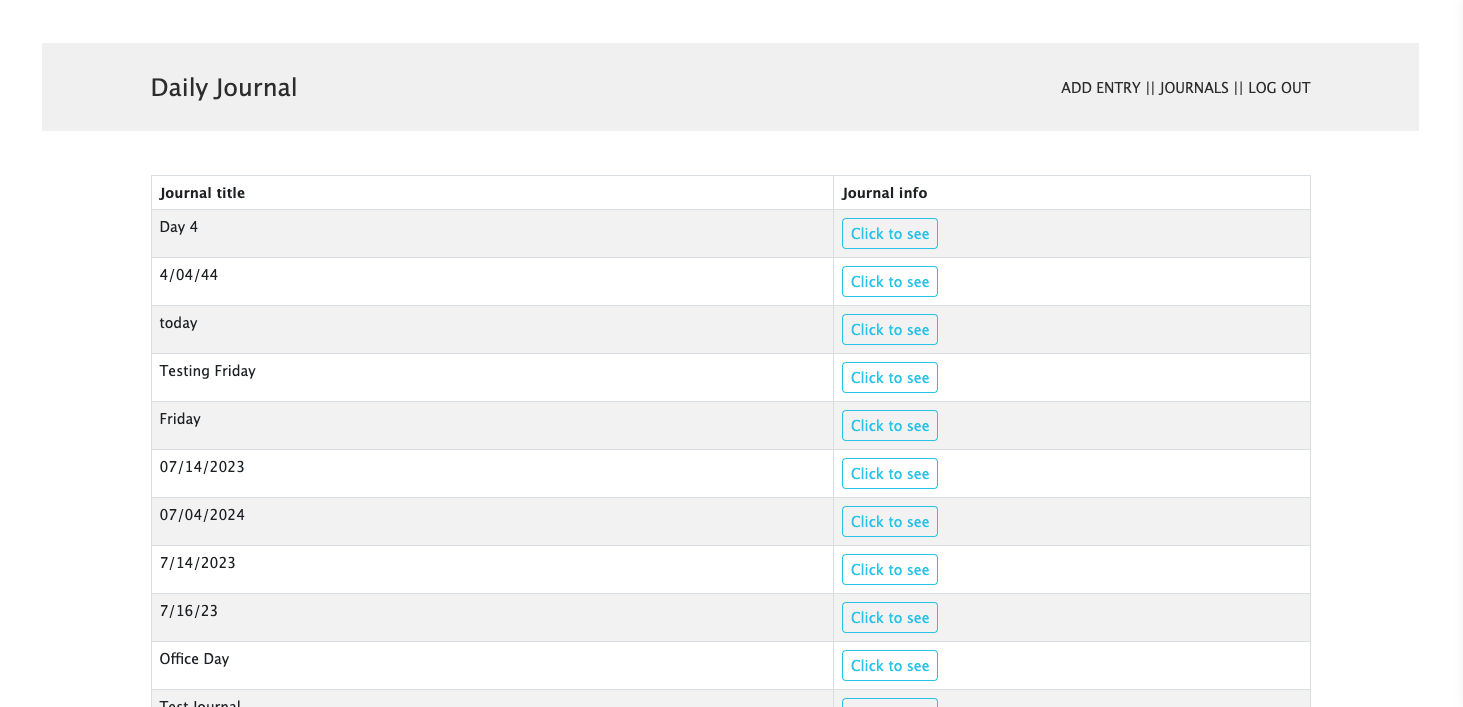 Daily Journal
ADD ENTRY || JOURNALS || LOG OUT
Journal title Journal info
Day 4 Click to see
4/04/44 Click to see
today Click to see
Testing Friday Click to see
Friday Click to see
07/14/2023 Click to see
07/04/2024 Click to see
7/14/2023 Click to see
7/16/23 Click to see
Office Day Click to see
Test Journal